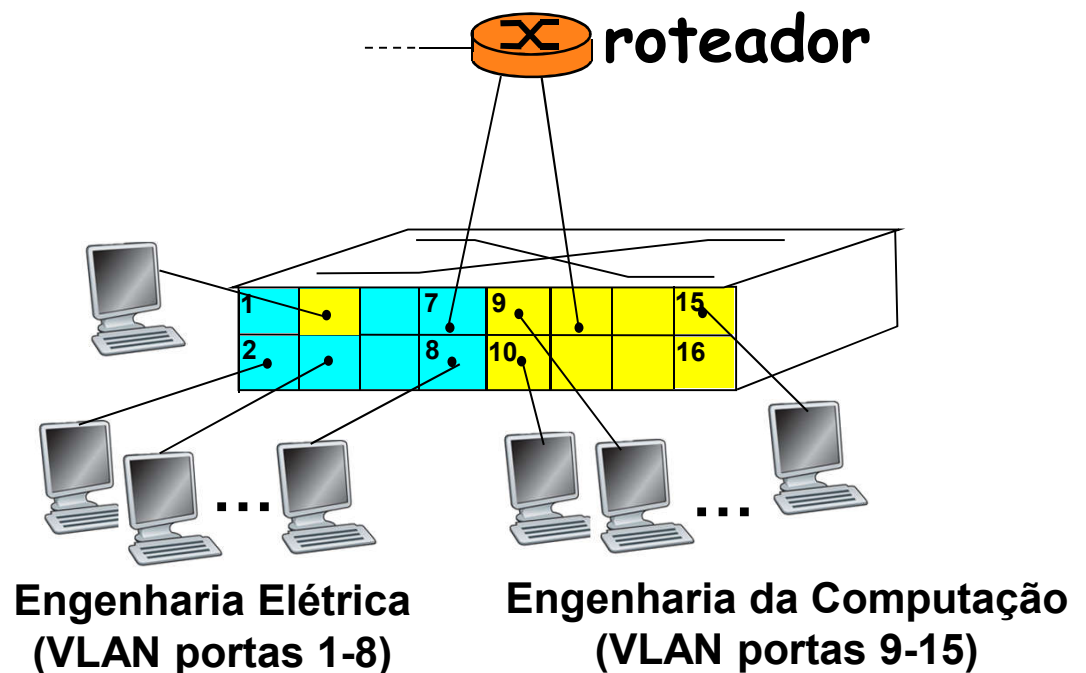 roteador
1 7 9 15
2 8 10 16
... ...
Engenharia Elétrica
(VLAN portas 1-8)
Engenharia da Computação
(VLAN portas 9-15)